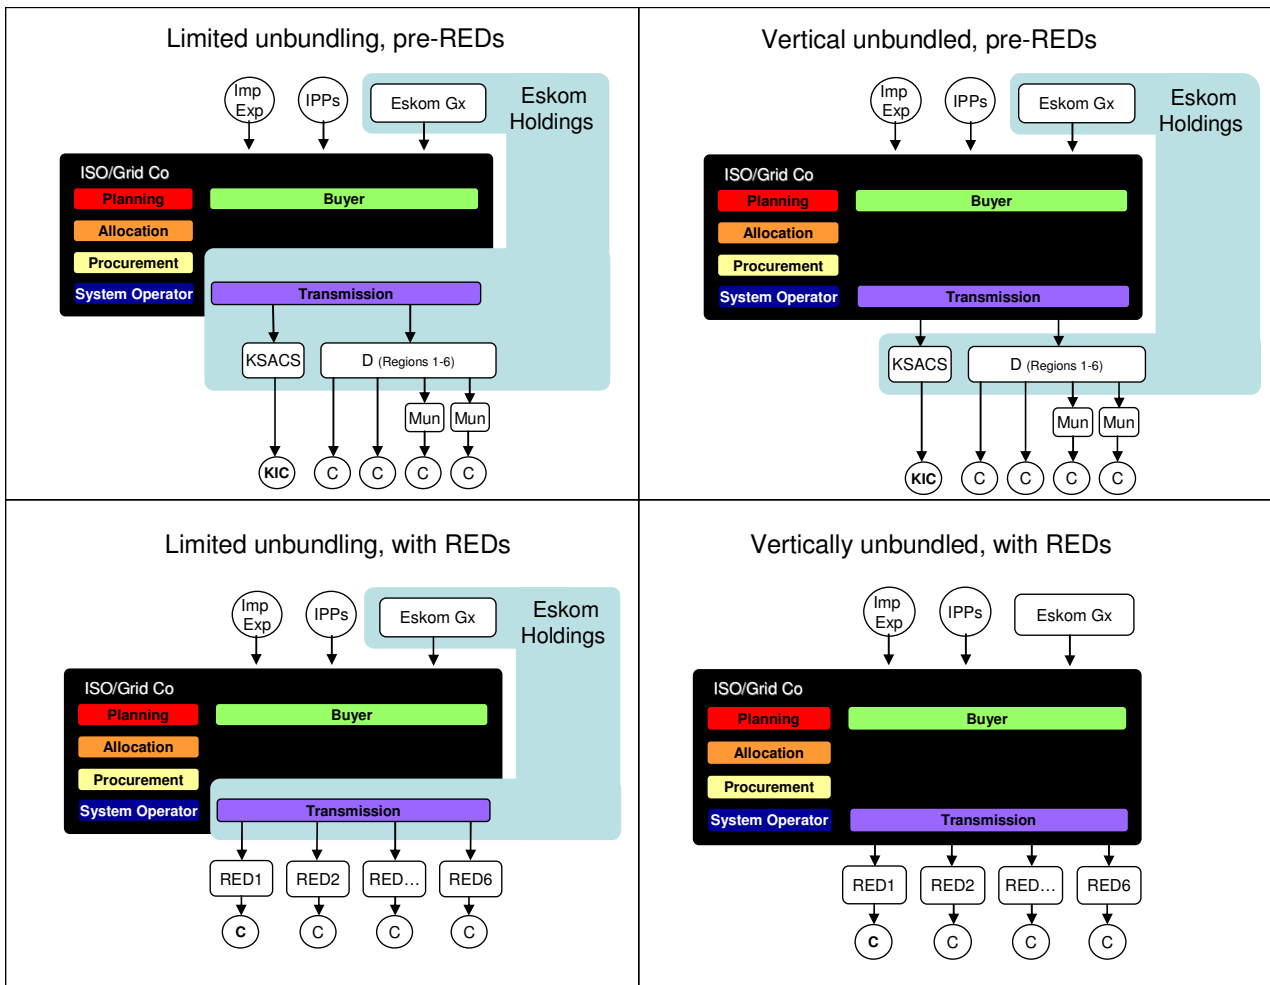 Limited unbundling, pre-REDs
Imp
Exp
IPPs
Eskom Gx
Eskom
Holdings
ISO/Grid Co
Planning
Buyer
Allocation
Procurement
System Operator
Transmission
KSACS
D (Regions 1-6)
Mun
Mun
KIC
C
C
C
C
Vertical unbundled, pre-REDs
Imp
Exp
IPPs
Eskom Gx
Eskom
Holdings
ISO/Grid Co
Planning
Buyer
Allocation
Procurement
System Operator
Transmission
KSACS
D (Regions 1-6)
Mun
Mun
KIC
C
C
C
C
Limited unbundling, with REDs
Imp
Exp
IPPs
Eskom Gx
Eskom
Holdings
ISO/Grid Co
Planning
Buyer
Allocation
Procurement
System Operator
Transmission
RED1
RED2
RED...
RED6
C
C
C
C
Vertically unbundled, with REDs
Imp
Exp
IPPs
Eskom Gx
ISO/Grid Co
Planning
Buyer
Allocation
Procurement
System Operator
Transmission
RED1
RED2
RED...
RED6
C
C
C
C